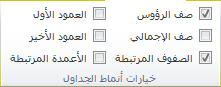 صف الرؤوس العمود الأول
صف الإجمالي العمود الأخير
الصفوف المرتبطة الأعمدة المرتبطة
خيارات أنماط الجداول